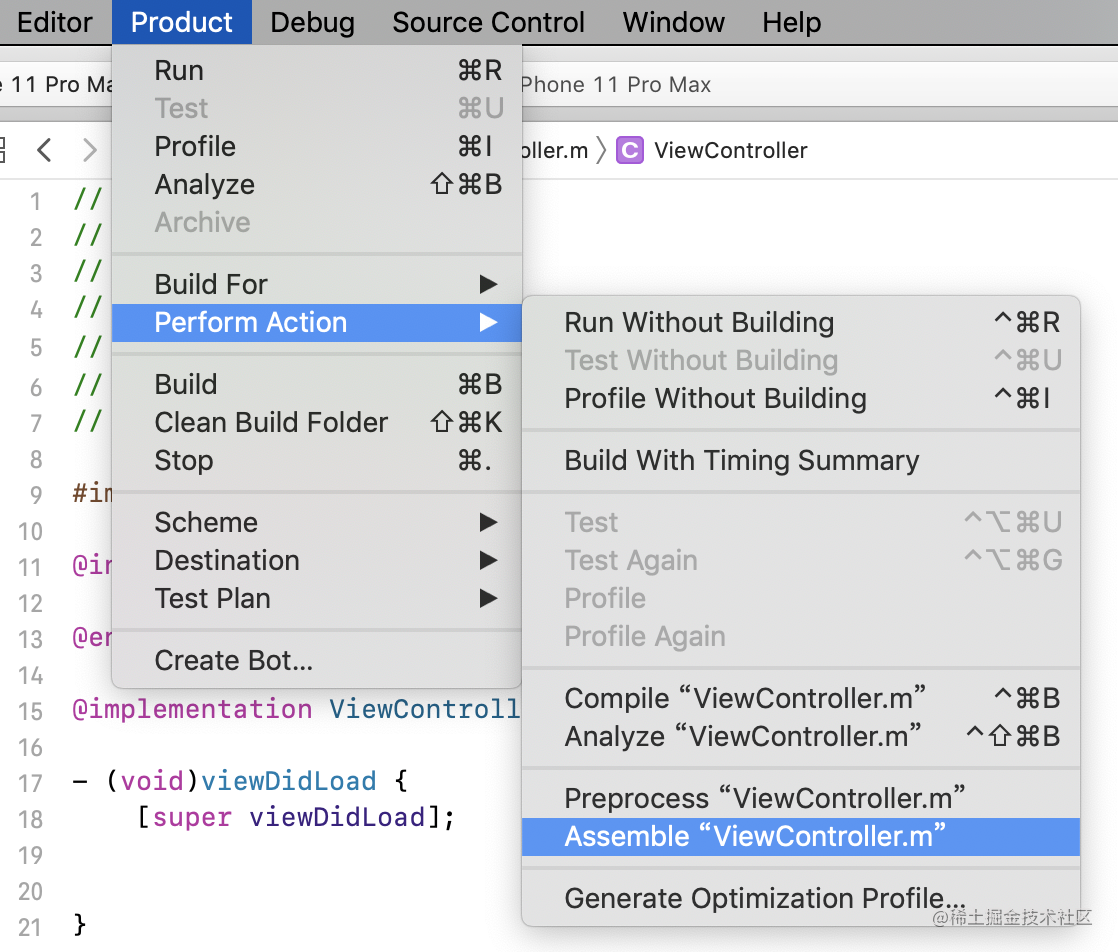 Editor Product Debug Source Control Window Help
11 Pro Ma
Phone 11 Pro Max
oller.m ViewController
Run ⌘R
Test ⌘U
Profile ⌘I
Analyze ⇧⌘B
Archive
Build For ▶
Perform Action ▶
Build ⌘B
Clean Build Folder ⇧⌘K
Stop ⌘.
Scheme ▶
Destination ▶
Test Plan ▶
Create Bot...
Run Without Building ^⌘R
Test Without Building ^⌘U
Profile Without Building ^⌘I
Build With Timing Summary
Test ^⌥⌘U
Test Again ^⌥⌘G
Profile
Profile Again
Compile “ViewController.m” ^⌘B
Analyze “ViewController.m” ^⇧⌘B
Preprocess “ViewController.m”
Assemble “ViewController.m”
Generate Optimization Profile...
1 //
2 //
3 //
4 //
5 //
6 //
7 //
8
9 #im
10
11 @in
12
13 @en
14
15 @implementation ViewControll
16
17 - (void)viewDidLoad {
18 [super viewDidLoad];
19
20
21 }
@稀土掘金技术社区